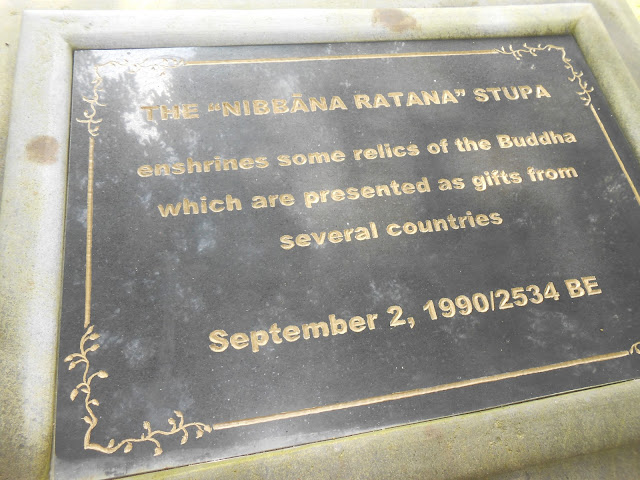 THE “NIBBĀNA RATANA” STUPA
enshrines some relics of the Buddha
which are presented as gifts from
several countries
September 2, 1990/2534 BE